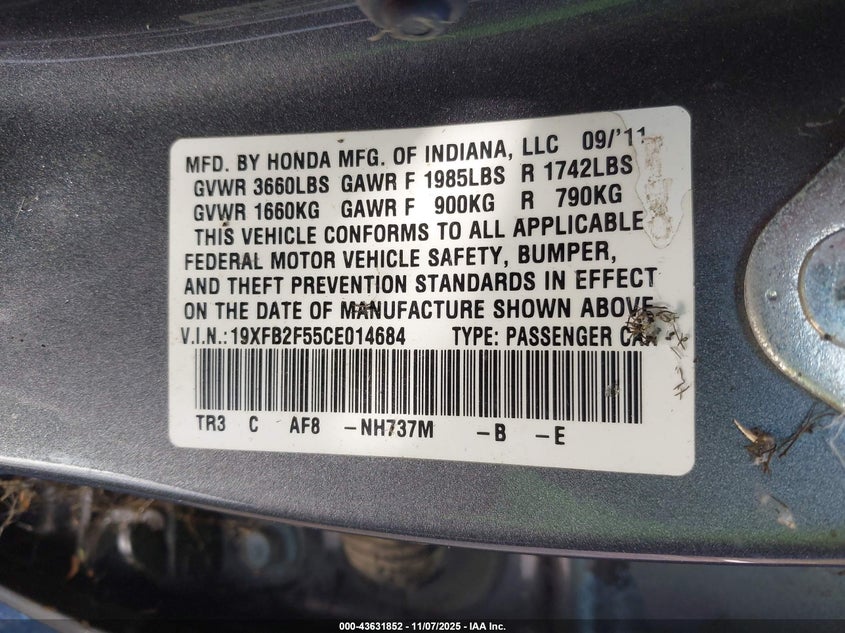 MFD. BY HONDA MFG. OF INDIANA, LLC 09/'11
GVWR 3660LBS GAWR F 1985LBS R 1742LBS
GVWR 1660KG GAWR F 900KG R 790KG
THIS VEHICLE CONFORMS TO ALL APPLICABLE
FEDERAL MOTOR VEHICLE SAFETY, BUMPER,
AND THEFT PREVENTION STANDARDS IN EFFECT
ON THE DATE OF MANUFACTURE SHOWN ABOVE
V.I.N.:19XFB2F55CE014684 TYPE: PASSENGER CAR
TR3 C AF8 -NH737M -B -E
000-43631852 - 11/07/2025 - IAA Inc.